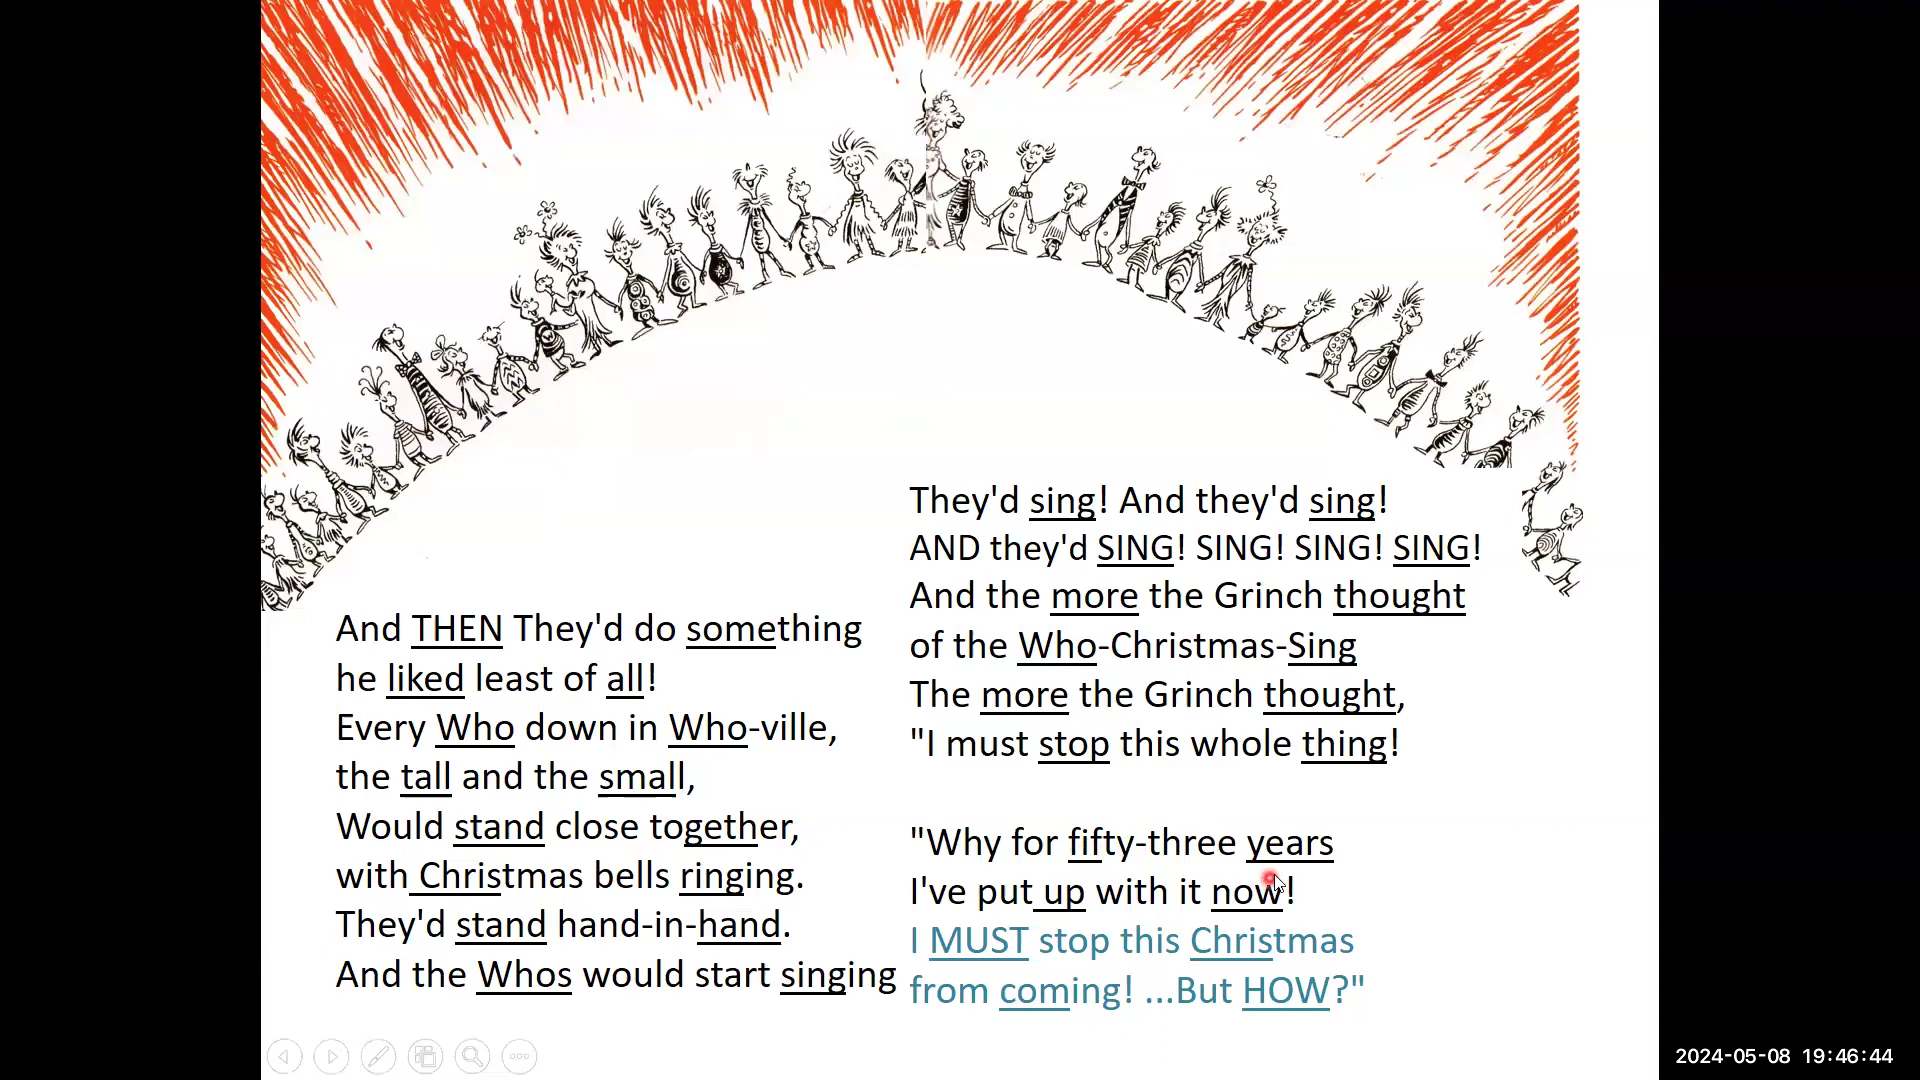 And THEN They'd do something
he liked least of all!
Every Who down in Who-ville,
the tall and the small,
Would stand close together,
with Christmas bells ringing.
They'd stand hand-in-hand.
And the Whos would start singing
They'd sing! And they'd sing!
AND they'd SING! SING! SING! SING!
And the more the Grinch thought
of the Who-Christmas-Sing
The more the Grinch thought,
"I must stop this whole thing!
"Why for fifty-three years
I've put up with it now!
I MUST stop this Christmas
from coming! ...But HOW?"
2024-05-08 19:46:44